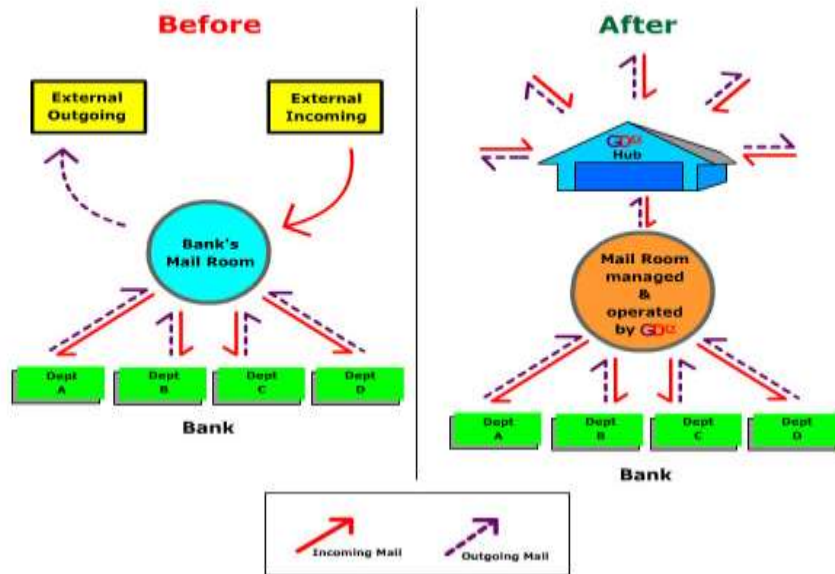 Before
External
Outgoing
External
Incoming
Bank's
Mail Room
Dept
A
Dept
B
Dept
C
Dept
D
Bank
After
Hub
Mail Room
managed
&
operated
by
Dept
A
Dept
B
Dept
C
Dept
D
Bank
Incoming Mail
Outgoing Mail